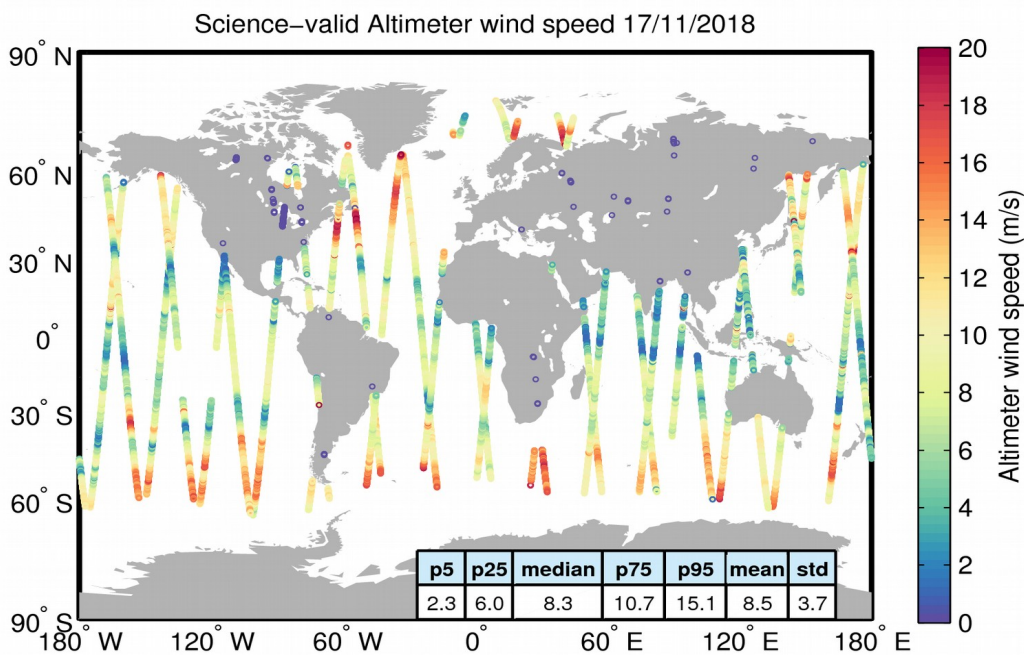 Science−valid Altimeter wind speed 17/11/2018
90° N
60° N
30° N
0°
30° S
60° S
90° S
180° W 120° W 60° W 0° 60° E 120° E 180° E
p5 p25 median p75 p95 mean std
2.3 6.0 8.3 10.7 15.1 8.5 3.7
20
18
16
14
12
10
8
6
4
2
0
Altimeter wind speed (m/s)